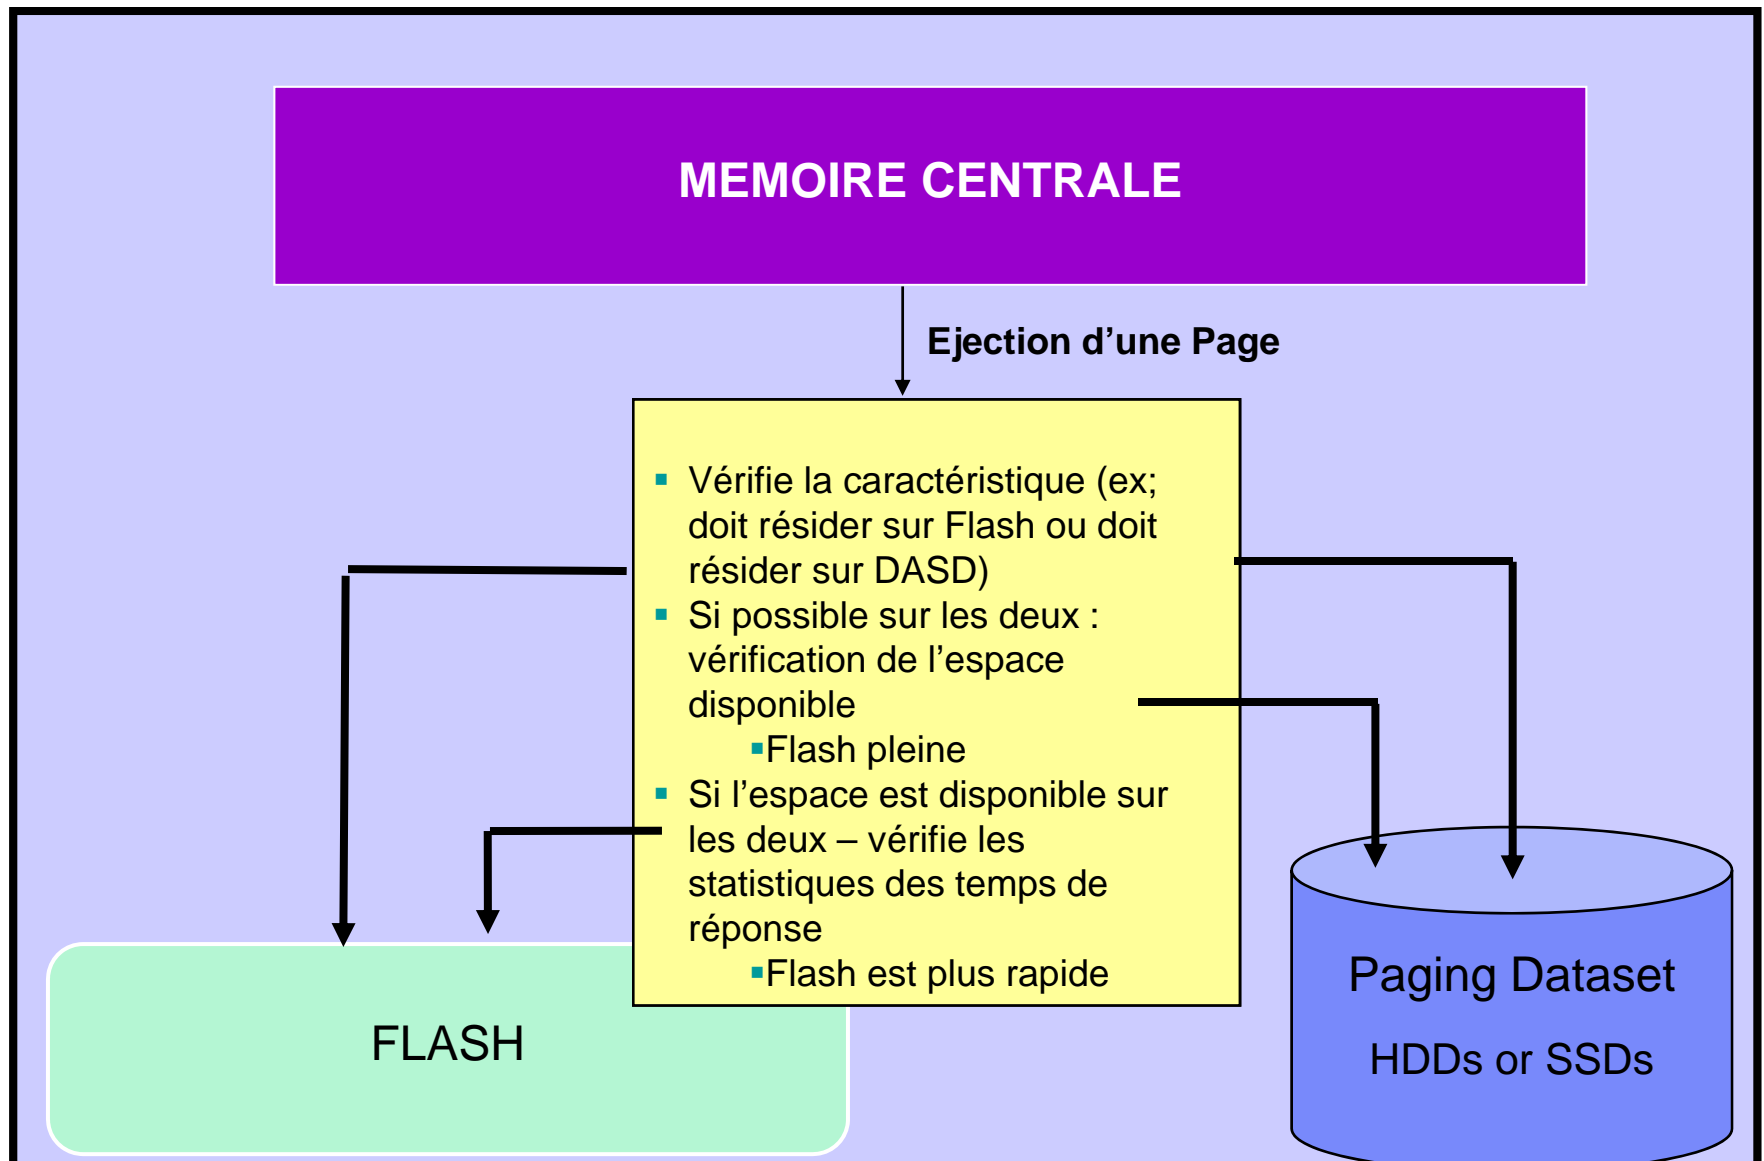 MEMOIRE CENTRALE
Ejection d’une Page
▪ Vérifie la caractéristique (ex;
doit résider sur Flash ou doit
résider sur DASD)
▪ Si possible sur les deux :
vérification de l’espace
disponible
▪Flash pleine
▪ Si l’espace est disponible sur
les deux – vérifie les
statistiques des temps de
réponse
▪Flash est plus rapide
FLASH
Paging Dataset
HDDs or SSDs